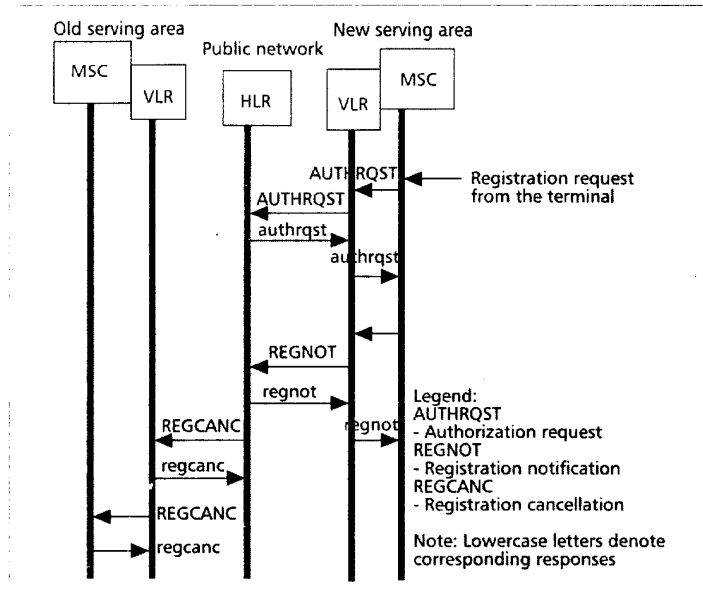 Old serving area
Public network
New serving area
MSC
VLR
HLR
VLR
MSC
AUTHRQST
Registration request
from the terminal
AUTHRQST
authrqst
authrqst
REGNOT
regnot
REGCANC
regnot
regcanc
REGCANC
regcanc
Legend:
AUTHRQST
- Authorization request
REGNOT
- Registration notification
REGCANC
- Registration cancellation
Note: Lowercase letters denote
corresponding responses